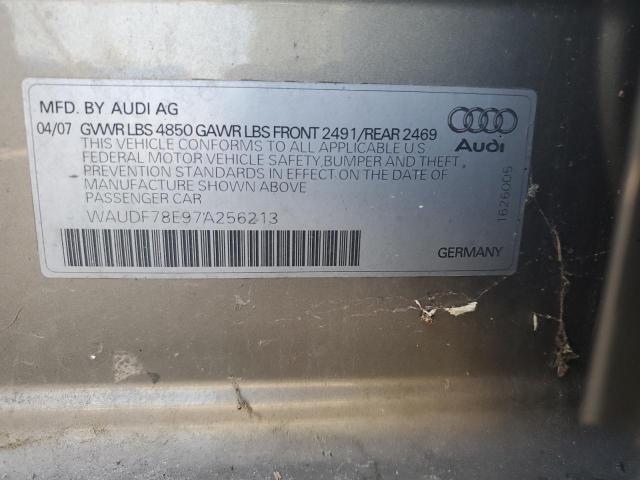 MFD. BY AUDI AG
04/07 GVWR LBS 4850 GAWR LBS FRONT 2491/REAR 2469
THIS VEHICLE CONFORMS TO ALL APPLICABLE U.S
FEDERAL MOTOR VEHICLE SAFETY,BUMPER AND THEFT
PREVENTION STANDARDS IN EFFECT ON THE DATE OF
MANUFACTURE SHOWN ABOVE
PASSENGER CAR
WAUDF78E97A256213
Audi
1626005
GERMANY